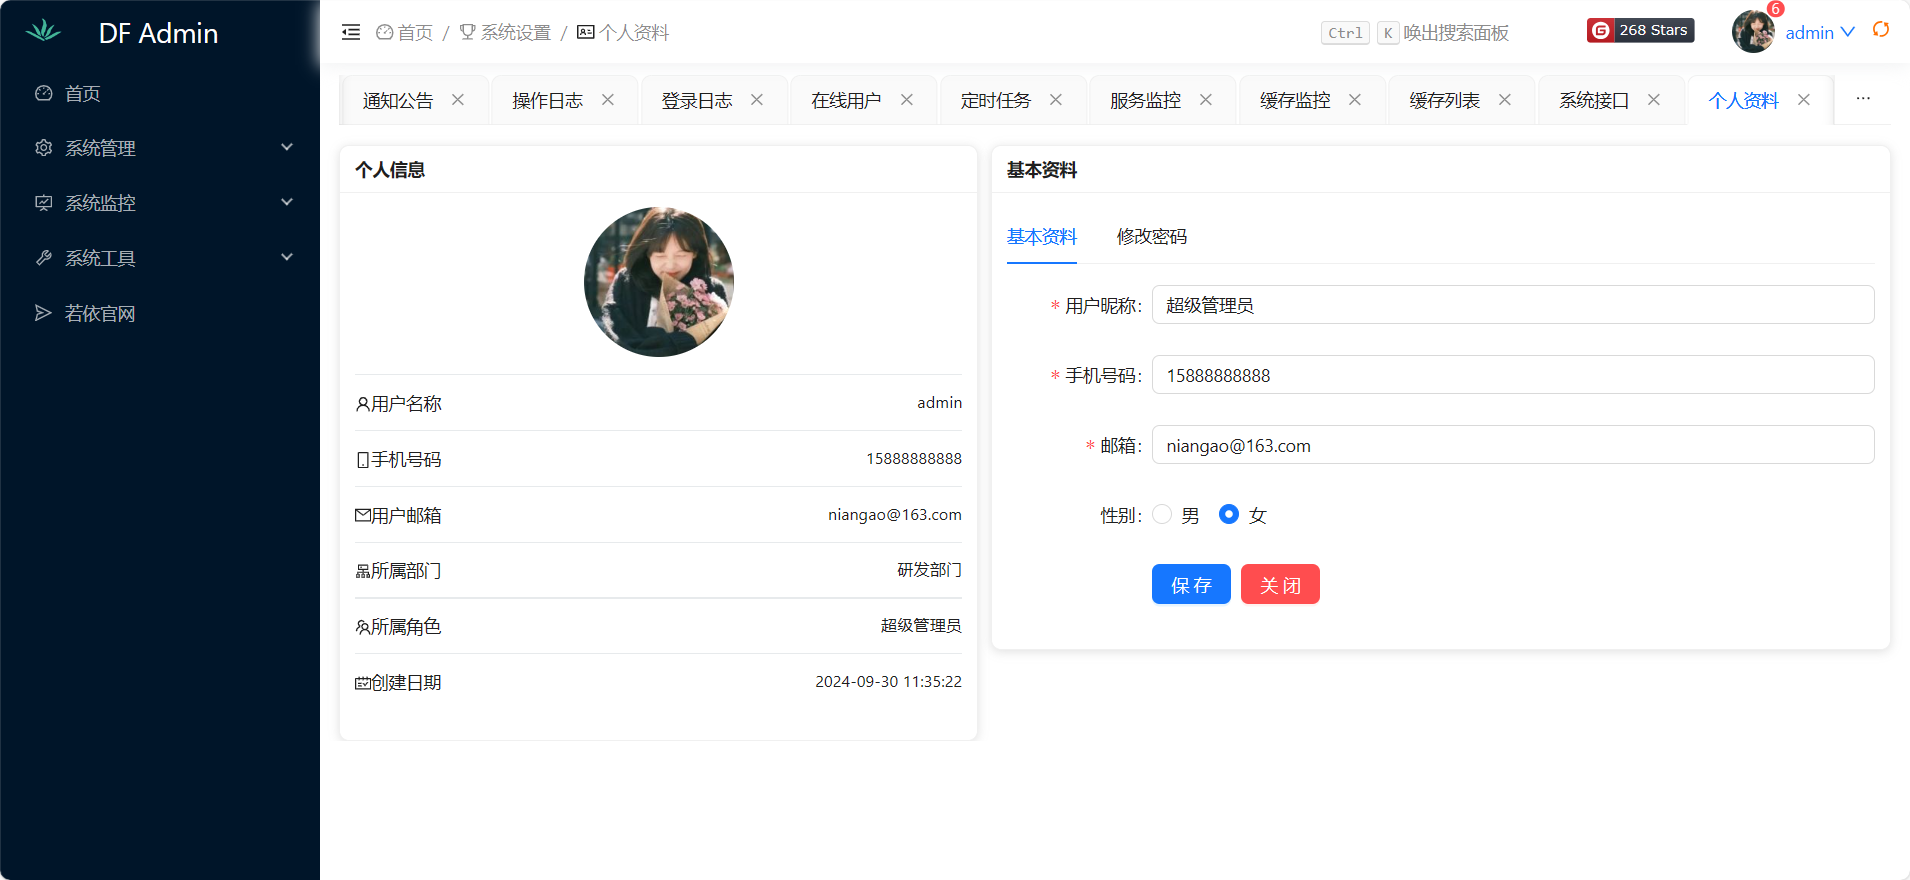 DF Admin
首页
系统管理
系统监控
系统工具
若依官网
首页 / 系统设置 / 个人资料
Ctrl K 唤出搜索面板
G 268 Stars
6
admin
通知公告 操作日志 登录日志 在线用户 定时任务 服务监控 缓存监控 缓存列表 系统接口 个人资料 ···
个人信息
用户名称 admin
手机号码 15888888888
用户邮箱 niangao@163.com
所属部门 研发部门
所属角色 超级管理员
创建日期 2024-09-30 11:35:22
基本资料
基本资料 修改密码
* 用户昵称: 超级管理员
* 手机号码: 15888888888
* 邮箱: niangao@163.com
性别: 男 女
保存 关闭